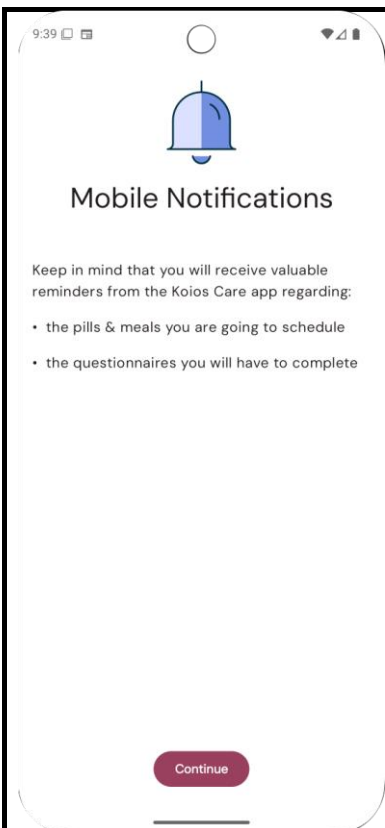 9:39
Mobile Notifications
Keep in mind that you will receive valuable
reminders from the Koios Care app regarding:
• the pills & meals you are going to schedule
• the questionnaires you will have to complete
Continue